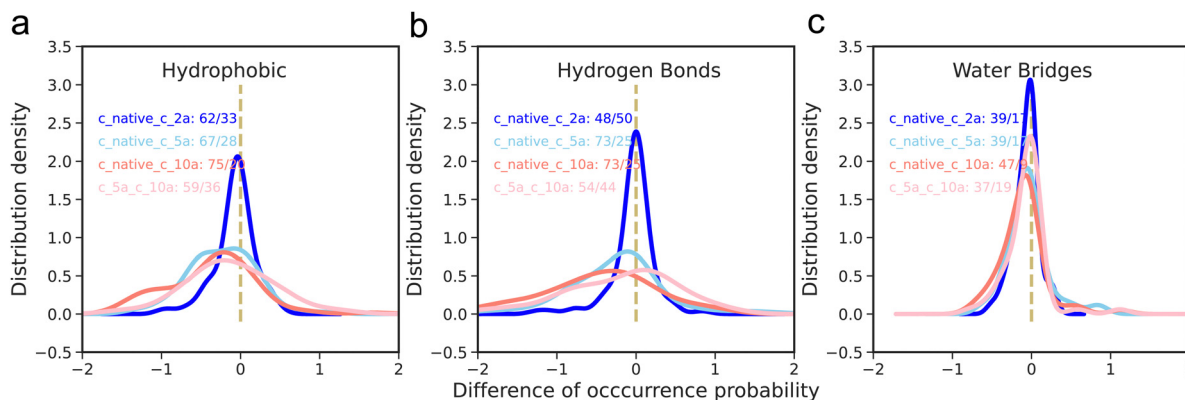 a
b
c
Hydrophobic
Hydrogen Bonds
Water Bridges
Distribution density
Distribution density
Distribution density
3.5
3.0
2.5
2.0
1.5
1.0
0.5
0.0
−0.5
3.5
3.0
2.5
2.0
1.5
1.0
0.5
0.0
−0.5
3.5
3.0
2.5
2.0
1.5
1.0
0.5
0.0
−0.5
c_native_c_2a: 62/33
c_native_c_5a: 67/28
c_native_c_10a: 75/20
c_5a_c_10a: 59/36
c_native_c_2a: 48/50
c_native_c_5a: 73/25
c_native_c_10a: 73/25
c_5a_c_10a: 54/44
c_native_c_2a: 39/17
c_native_c_5a: 39/17
c_native_c_10a:
c_5a_c_10a: 37/19
−2 −1 0 1 2
−2 −1 0 1 2
−2 −1 0 1
Difference of occcurrence probability